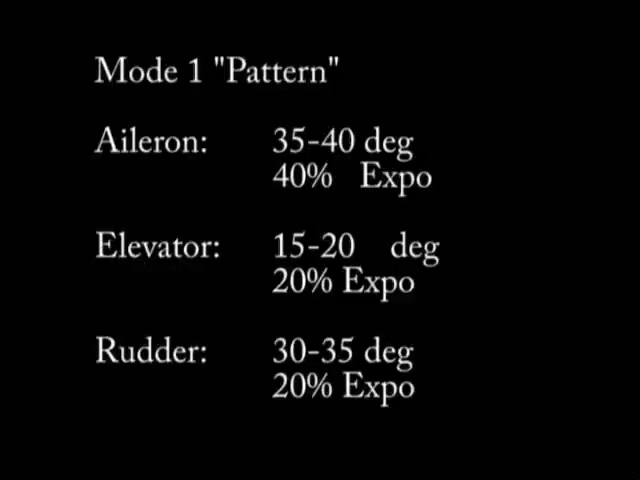 Mode 1 "Pattern"
Aileron: 35-40 deg
40% Expo
Elevator: 15-20 deg
20% Expo
Rudder: 30-35 deg
20% Expo